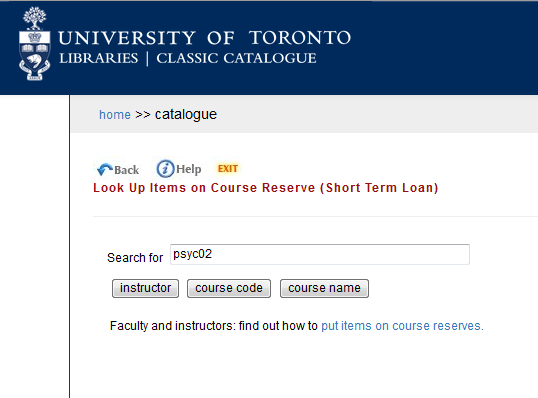 UNIVERSITY OF TORONTO
LIBRARIES | CLASSIC CATALOGUE
home >> catalogue
Back Help EXIT
Look Up Items on Course Reserve (Short Term Loan)
Search for psyc02
instructor course code course name
Faculty and instructors: find out how to put items on course reserves.